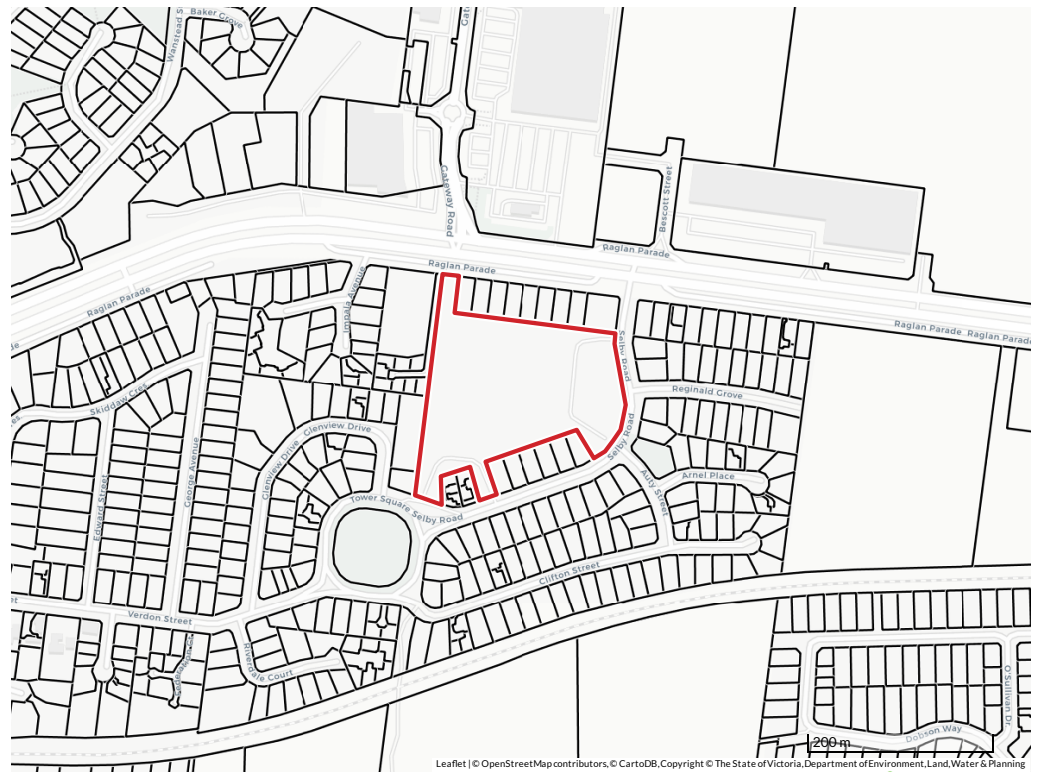 Baker Grove
Wanstead S
Gate
Gateway Road
Bescott Street
Raglan Parade
Raglan Parade
Raglan Parade
Raglan Parade Raglan Parade
Impala Avenue
Selby Road
Reginald Grove
Skiddaw Cres
Glenview Drive
Glenview Drive
George Avenue
Edward Street
Selby Road
Arnel Place
Auty Street
Tower Square Selby Road
Clifton Street
Verdon Street
Riverdale Court
O'Sullivan Dr
Dobson Way
200 m
Leaflet | © OpenStreetMap contributors, © CartoDB, Copyright © The State of Victoria, Department of Environment, Land, Water & Planning